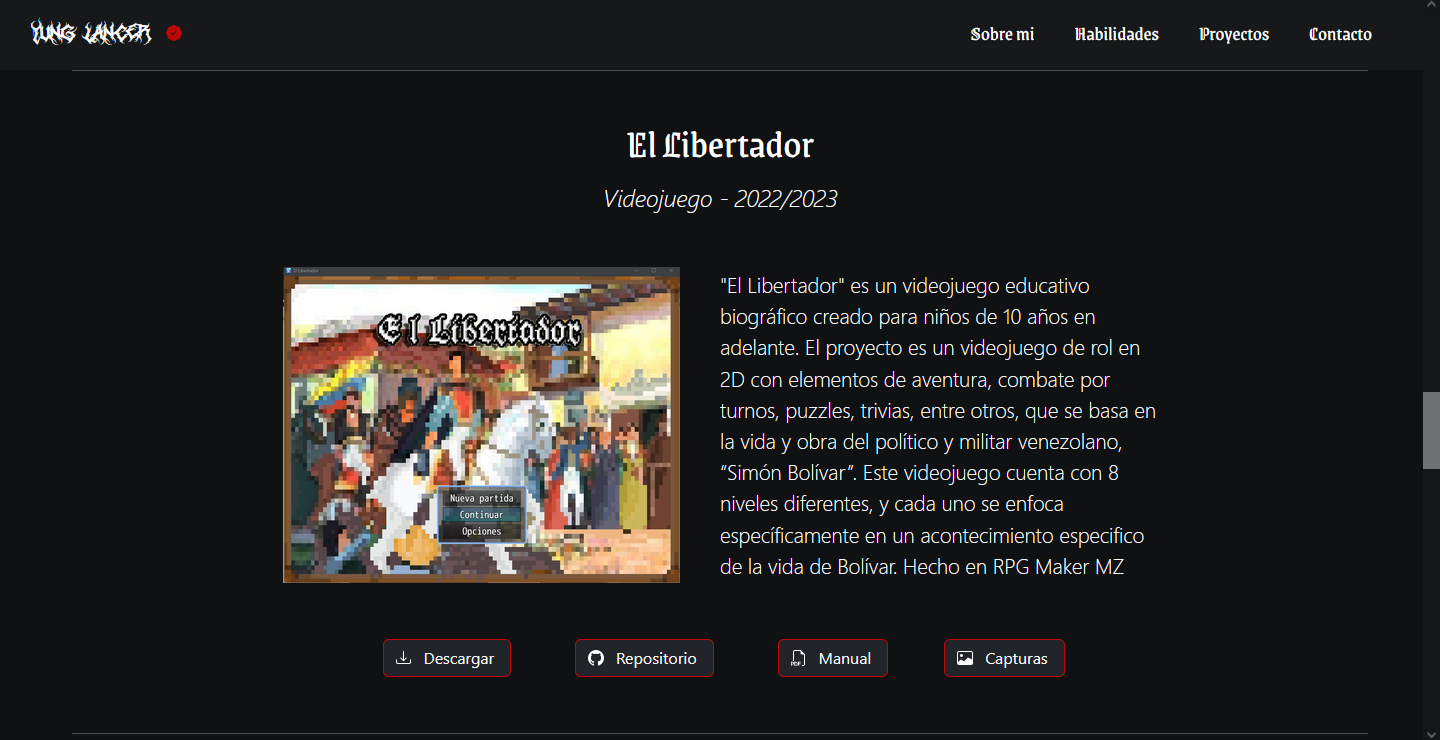 YUNG LANCER
Sobre mi
Habilidades
Proyectos
Contacto
El Libertador
Videojuego - 2022/2023
El Libertador
El Libertador
Nueva partida
Continuar
Opciones
"El Libertador" es un videojuego educativo
biográfico creado para niños de 10 años en
adelante. El proyecto es un videojuego de rol en
2D con elementos de aventura, combate por
turnos, puzzles, trivias, entre otros, que se basa en
la vida y obra del político y militar venezolano,
“Simón Bolívar”. Este videojuego cuenta con 8
niveles diferentes, y cada uno se enfoca
específicamente en un acontecimiento especifico
de la vida de Bolívar. Hecho en RPG Maker MZ
Descargar
Repositorio
PDF
Manual
Capturas